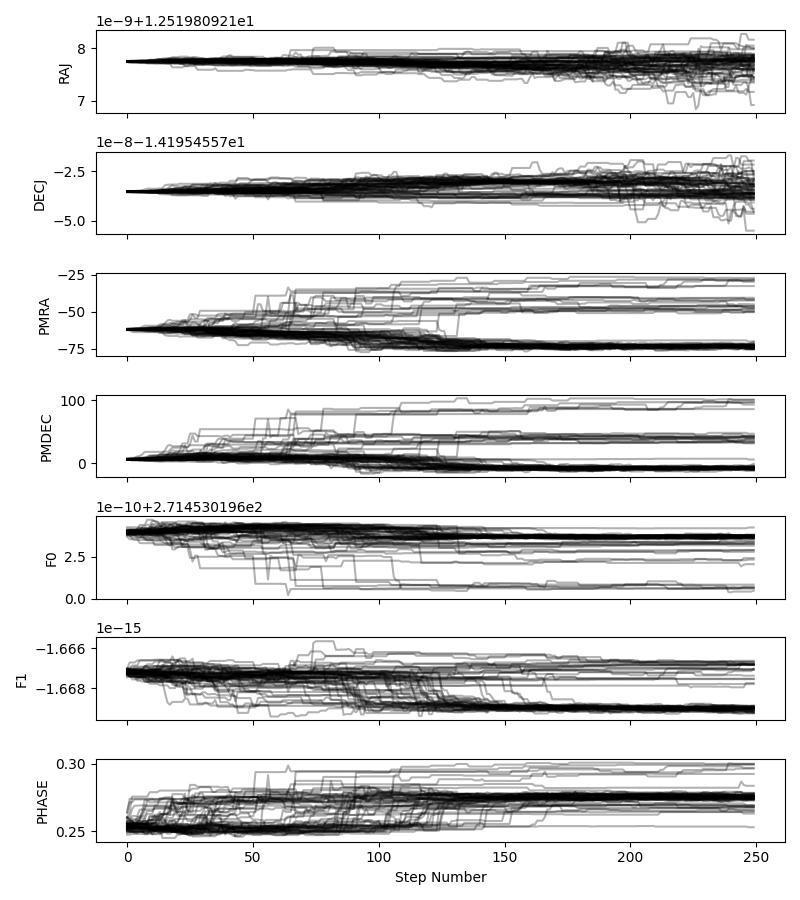 1e−9+1.251980921e1
8
7
RAJ
1e−8−1.41954557e1
−2.5
−5.0
DECJ
−25
−50
−75
PMRA
100
0
PMDEC
1e−10+2.714530196e2
2.5
0.0
F0
1e−15
−1.666
−1.668
F1
0.30
0.25
PHASE
0 50 100 150 200 250
Step Number